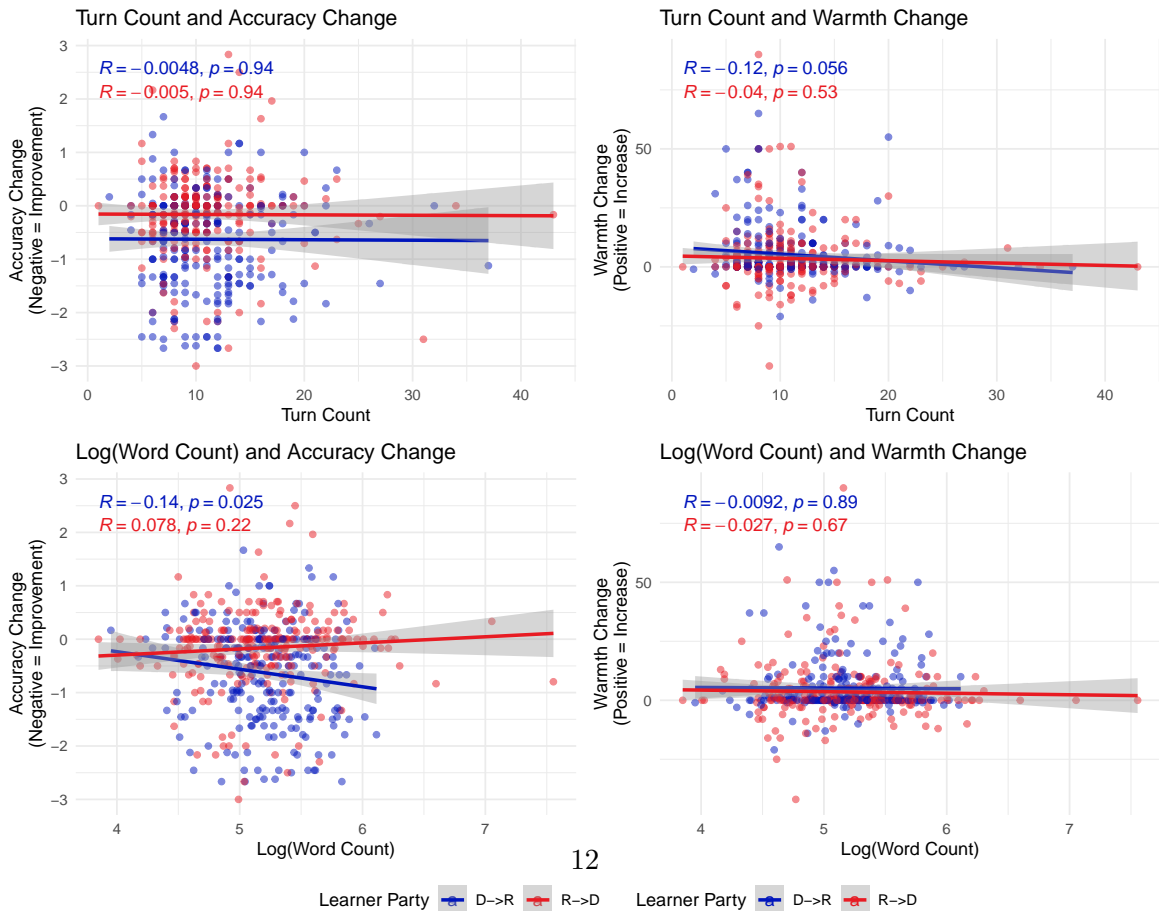 Turn Count and Accuracy Change
R = −0.0048, p = 0.94
R = −0.005, p = 0.94
3
2
1
0
−1
−2
−3
Accuracy Change
(Negative = Improvement)
0
10
20
30
40
Turn Count
Turn Count and Warmth Change
R = −0.12, p = 0.056
R = −0.04, p = 0.53
50
0
Warmth Change
(Positive = Increase)
0
10
20
30
40
Turn Count
Log(Word Count) and Accuracy Change
R = −0.14, p = 0.025
R = 0.078, p = 0.22
3
2
1
0
−1
−2
−3
Accuracy Change
(Negative = Improvement)
4
5
6
7
Log(Word Count)
Log(Word Count) and Warmth Change
R = −0.0092, p = 0.89
R = −0.027, p = 0.67
50
0
Warmth Change
(Positive = Increase)
4
5
6
7
Log(Word Count)
12
Learner Party a D−>R a R−>D
Learner Party a D−>R a R−>D